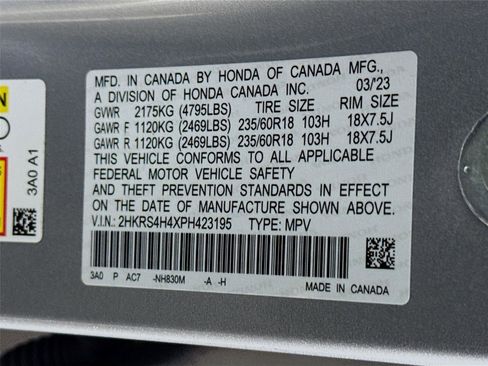 MFD. IN CANADA BY HONDA OF CANADA MFG.,
A DIVISION OF HONDA CANADA INC. 03/'23
GVWR 2175KG (4795LBS) TIRE SIZE RIM SIZE
GAWR F 1120KG (2469LBS) 235/60R18 103H 18X7.5J
GAWR R 1120KG (2469LBS) 235/60R18 103H 18X7.5J
THIS VEHICLE CONFORMS TO ALL APPLICABLE
FEDERAL MOTOR VEHICLE SAFETY
AND THEFT PREVENTION STANDARDS IN EFFECT
ON THE DATE OF MANUFACTURE SHOWN ABOVE.
V.I.N.: 2HKRS4H4XPH423195 TYPE: MPV
3A0 P AC7 -NH830M -A -H
MADE IN CANADA
3A0 A1